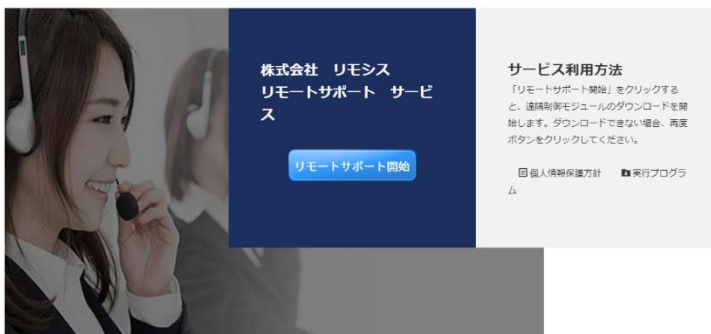 株式会社　リモシス
リモートサポート　サービ
ス
リモートサポート開始
サービス利用方法
「リモートサポート開始」をクリックする
と、遠隔制御モジュールのダウンロードを開
始します。ダウンロードできない場合、再度
ボタンをクリックしてください。
個人情報保護方針　実行プログラ
ム